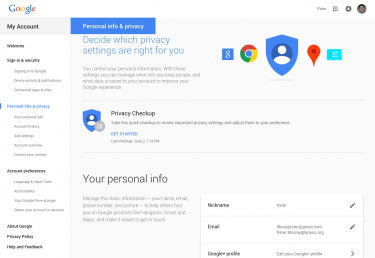 Google
Peter
My Account
Personal info & privacy
Welcome
Sign-in & security
Signing in to Google
Device activity & notifications
Connected apps & sites
Personal info & privacy
Your personal info
Account history
Ads settings
Account overview
Control your content
Account preferences
Language & Input Tools
Accessibility
Your Google Drive storage
Delete your account or services
About Google
Privacy Policy
Help and Feedback
Decide which privacy
settings are right for you
You control your personal information. With these
settings you can manage what info you keep private, and
what data is saved to your account to improve your
Google experience.
Privacy Checkup
Take this quick checkup to review important privacy settings and adjust them to your preference.
GET STARTED
Last checkup: June 2, 7:19 PM
Your personal info
Manage this basic information — your name, email,
phone number, and picture — to help others find
you on Google products like Hangouts, Gmail, and
Maps, and make it easier to get in touch.
Nickname
Peter
Email
Google+ profile
Edit your Google+ profile